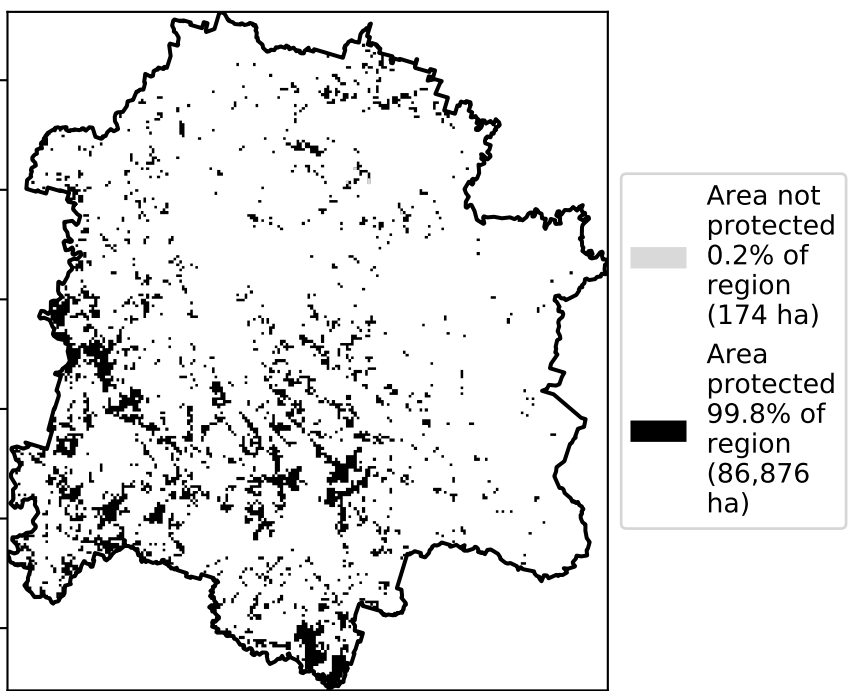 Area not
protected
0.2% of
region
(174 ha)
Area
protected
99.8% of
region
(86,876
ha)